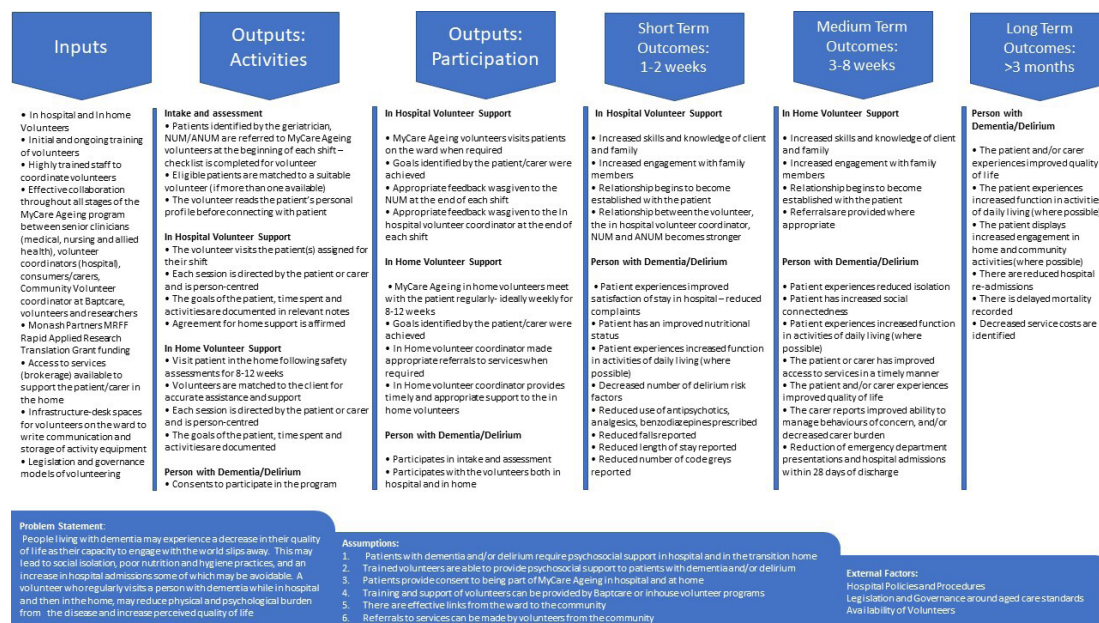 Inputs
Outputs:
Activities
Outputs:
Participation
Short Term
Outcomes:
1-2 weeks
Medium Term
Outcomes:
3-8 weeks
Long Term
Outcomes:
>3 months
• In hospital and In home
Volunteers
• Initial and ongoing training
of volunteers
• Highly trained staff to
coordinate volunteers
• Effective collaboration
throughout all stages of the
MyCare Ageing program
between senior clinicians
(medical, nursing and allied
health), volunteer
coordinators (hospital),
consumers/carers,
Community Volunteer
coordinator at Baptcare,
volunteers and researchers
• Monash Partners MRFF
Rapid Applied Research
Translation Grant funding
• Access to services
(brokerage) available to
support the patient/carer in
the home
• Infrastructure-desk spaces
for volunteers on the ward to
write communication and
storage of activity equipment
• Legislation and governance
models of volunteering
Intake and assessment
• Patients identified by the geriatrician,
NUM/ANUM are referred to MyCare Ageing
volunteers at the beginning of each shift –
checklist is completed for volunteer
• Eligible patients are matched to a suitable
volunteer (if more than one available)
• The volunteer reads the patient's personal
profile before connecting with patient
In Hospital Volunteer Support
• The volunteer visits the patient(s) assigned for
their shift
• Each session is directed by the patient or carer
and is person-centred
• The goals of the patient, time spent and
activities are documented in relevant notes
• Agreement for home support is affirmed
In Home Volunteer Support
• Visit patient in the home following safety
assessments for 8-12 weeks
• Volunteers are matched to the client for
accurate assistance and support
• Each session is directed by the patient or carer
and is person-centred
• The goals of the patient, time spent and
activities are documented
Person with Dementia/Delirium
• Consents to participate in the program
In Hospital Volunteer Support
• MyCare Ageing volunteers visits patients
on the ward when required
• Goals identified by the patient/carer were
achieved
• Appropriate feedback was given to the
NUM at the end of each shift
• Appropriate feedback was given to the In
hospital volunteer coordinator at the end of
each shift
In Home Volunteer Support
• MyCare Ageing in home volunteers meet
with the patient regularly- ideally weekly for
8-12 weeks
• Goals identified by the patient/carer
achieved
• In Home volunteer coordinator made
appropriate referrals to services when
required
• In Home volunteer coordinator provides
timely and appropriate support to the in
home volunteers
Person with Dementia/Delirium
• Participates in intake and assessment
• Participates with the volunteers both in
hospital and in home
In Hospital Volunteer Support
• Increased skills and knowledge of client
and family
• Increased engagement with family
members
• Relationship begins to become
established with the patient
• Relationship between the volunteer,
the in hospital volunteer coordinator,
NUM and ANUM becomes stronger
Person with Dementia/Delirium
• Patient experiences improved
satisfaction of stay in hospital – reduced
complaints
• Patient has an improved nutritional
status
• Patient experiences increased function
in activities of daily living (where
possible)
• Decreased number of delirium risk
factors
• Reduced use of antipsychotics,
analgesics, benzodiazepines prescribed
• Reduced falls reported
• Reduced length of stay reported
• Reduced number of code greys
reported
In Home Volunteer Support
• Increased skills and knowledge of client
and family
• Increased engagement with family
members
• Relationship begins to become
established with the patient
• Referrals are provided where
appropriate
Person with Dementia/Delirium
• Patient experiences reduced isolation
• Patient has increased social
connectedness
• Patient experiences increased function
in activities of daily living (where
possible)
• The patient or carer has improved
access to services in a timely manner
• The patient and/or carer experiences
improved quality of life
• The carer reports improved ability to
manage behaviours of concern, and/or
decreased carer burden
• Reduction of emergency department
presentations and hospital admissions
within 28 days of discharge
Person with
Dementia/Delirium
• The patient and/or carer
experiences improved quality
of life
• The patient experiences
increased function in activities
of daily living (where possible)
• The patient displays
increased engagement in
home and community
activities (where possible)
• There are reduced hospital
re-admissions
• There is delayed mortality
recorded
• Decreased service costs are
identified
Problem Statement:
People living with dementia may experience a decrease in their quality
of life as their capacity to engage with the world slips away. This may
lead to social isolation, poor nutrition and hygiene practices, and an
increase in hospital admissions some of which may be avoidable. A
volunteer who regularly visits a person with dementia while in hospital
and then in the home, may reduce physical and psychological burden
from the disease and increase perceived quality of life
Assumptions:
1. Patients with dementia and/or delirium require psychosocial support in hospital and in the transition home
2. Trained volunteers are able to provide psychosocial support to patients with dementia and/or delirium
3. Patients provide consent to being part of MyCare Ageing in hospital and at home
4. Training and support of volunteers can be provided by Baptcare or inhouse volunteer programs
5. There are effective links from the ward to the community
6. Referrals to services can be made by volunteers from the community
External Factors:
Hospital Policies and Procedures
Legislation and Governance around aged care standards
Availability of Volunteers